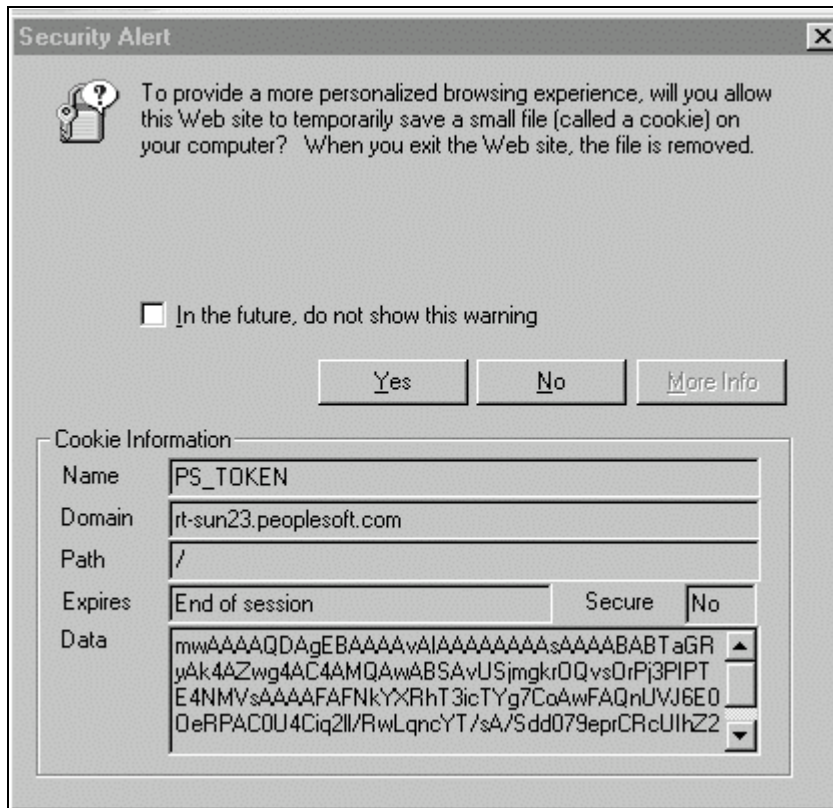 Security Alert
To provide a more personalized browsing experience, will you allow
this Web site to temporarily save a small file (called a cookie) on
your computer? When you exit the Web site, the file is removed.
In the future, do not show this warning
Yes No More Info
Cookie Information
Name PS_TOKEN
Domain rt-sun23.peoplesoft.com
Path /
Expires End of session Secure No
Data mwAAAAQDAgEBAAAAvAIAAAAAAAAsAAAABABTaGR
yAk4AZwg4AC4AMQAwABSAvUSjmgkrOQvsOrPj3PIPT
E4NMVsAAAAFAFNkYXRhT3icTYg7CoAwFAQnUVJ6E0
OeRPAC0U4Ciq2II/RwLqncYT/sA/Sdd079eprCRcUIhZ2